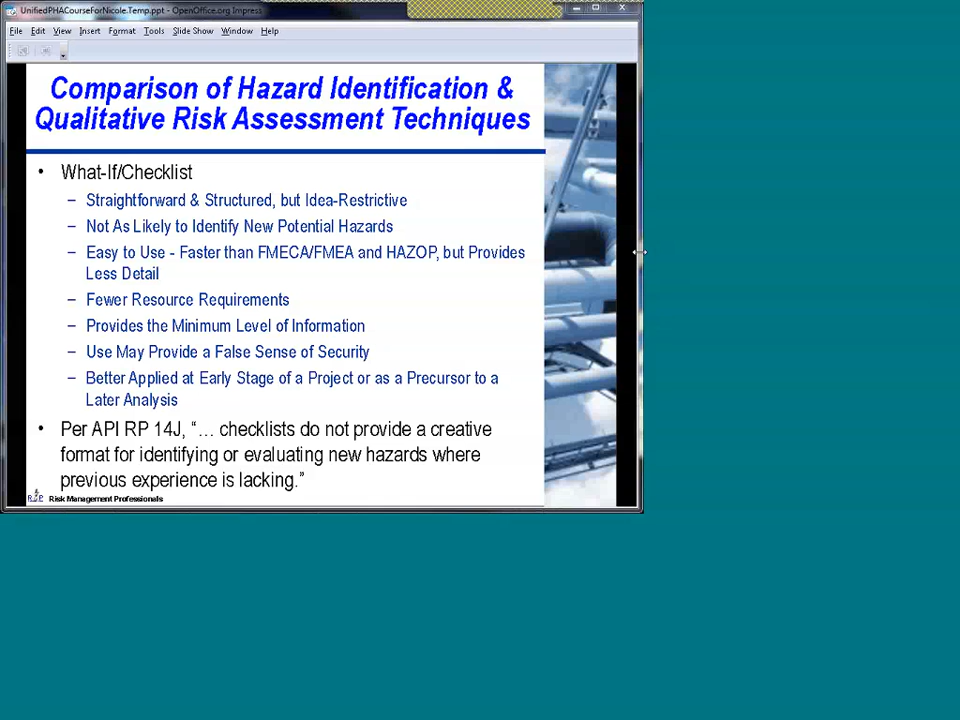 UnifiedPHACourseForNicole.Temp.ppt - OpenOffice.org Impress
File Edit View Insert Format Tools Slide Show Window Help
Comparison of Hazard Identification &
Qualitative Risk Assessment Techniques
• What-If/Checklist
– Straightforward & Structured, but Idea-Restrictive
– Not As Likely to Identify New Potential Hazards
– Easy to Use - Faster than FMECA/FMEA and HAZOP, but Provides
Less Detail
– Fewer Resource Requirements
– Provides the Minimum Level of Information
– Use May Provide a False Sense of Security
– Better Applied at Early Stage of a Project or as a Precursor to a
Later Analysis
• Per API RP 14J, “… checklists do not provide a creative
format for identifying or evaluating new hazards where
previous experience is lacking.”
Risk Management Professionals